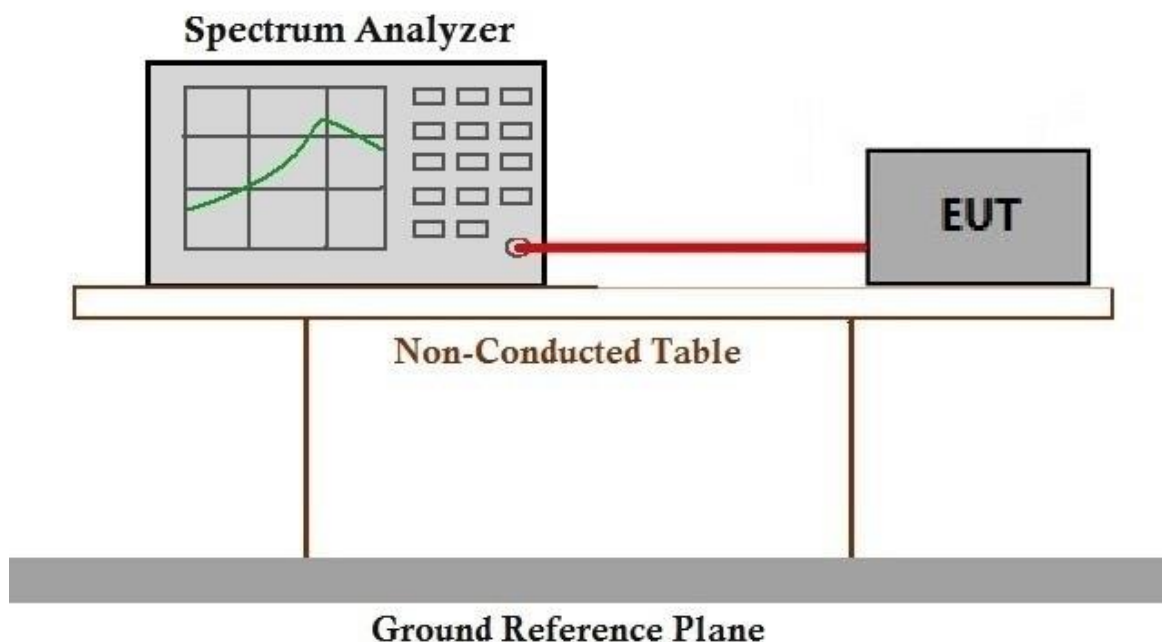 Spectrum Analyzer
EUT
Non-Conducted Table
Ground Reference Plane